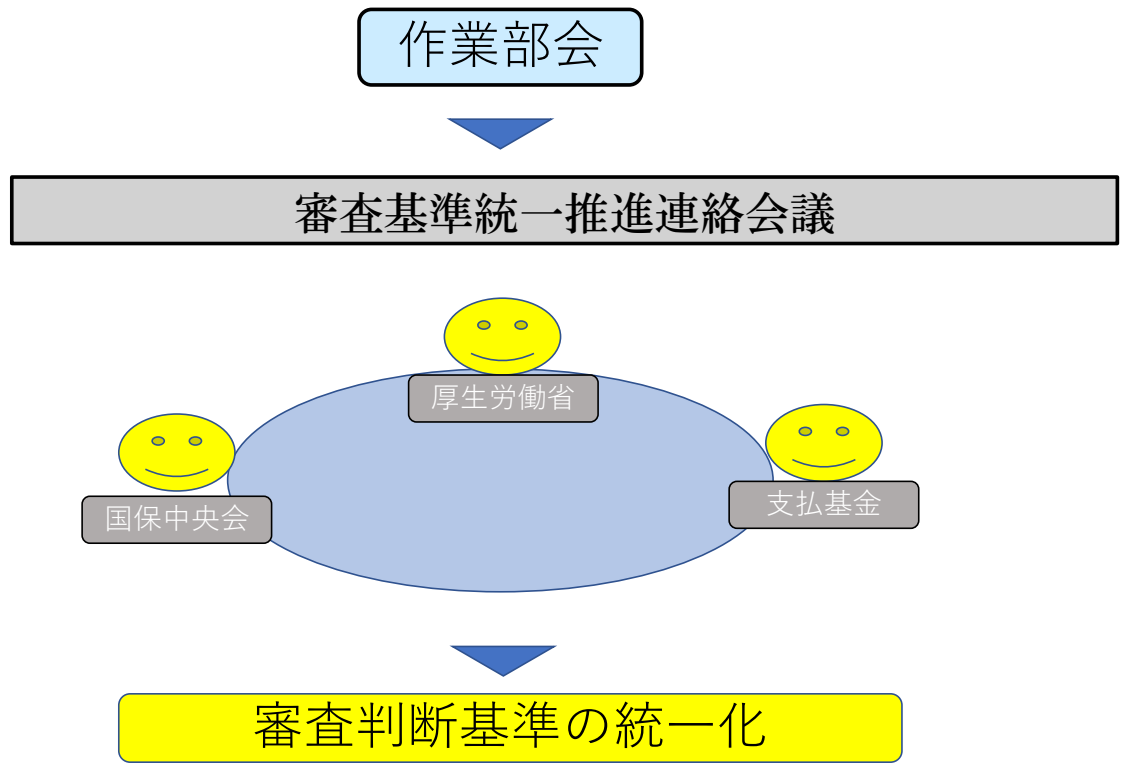 作業部会
審査基準統一推進連絡会議
厚生労働省
国保中央会
支払基金
審査判断基準の統一化